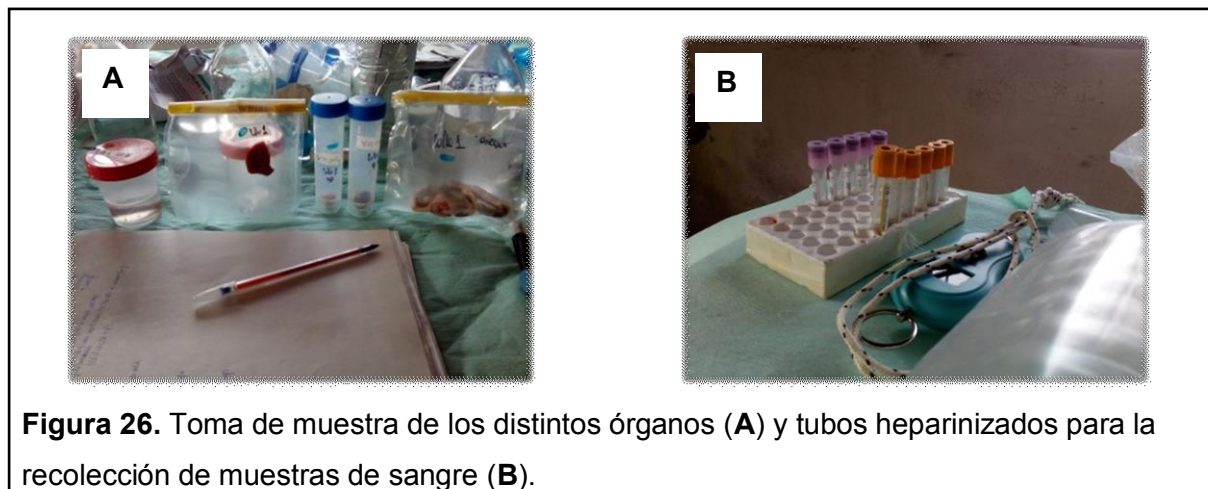 A
B
Figura 26. Toma de muestra de los distintos órganos (A) y tubos heparinizados para la
recolección de muestras de sangre (B).